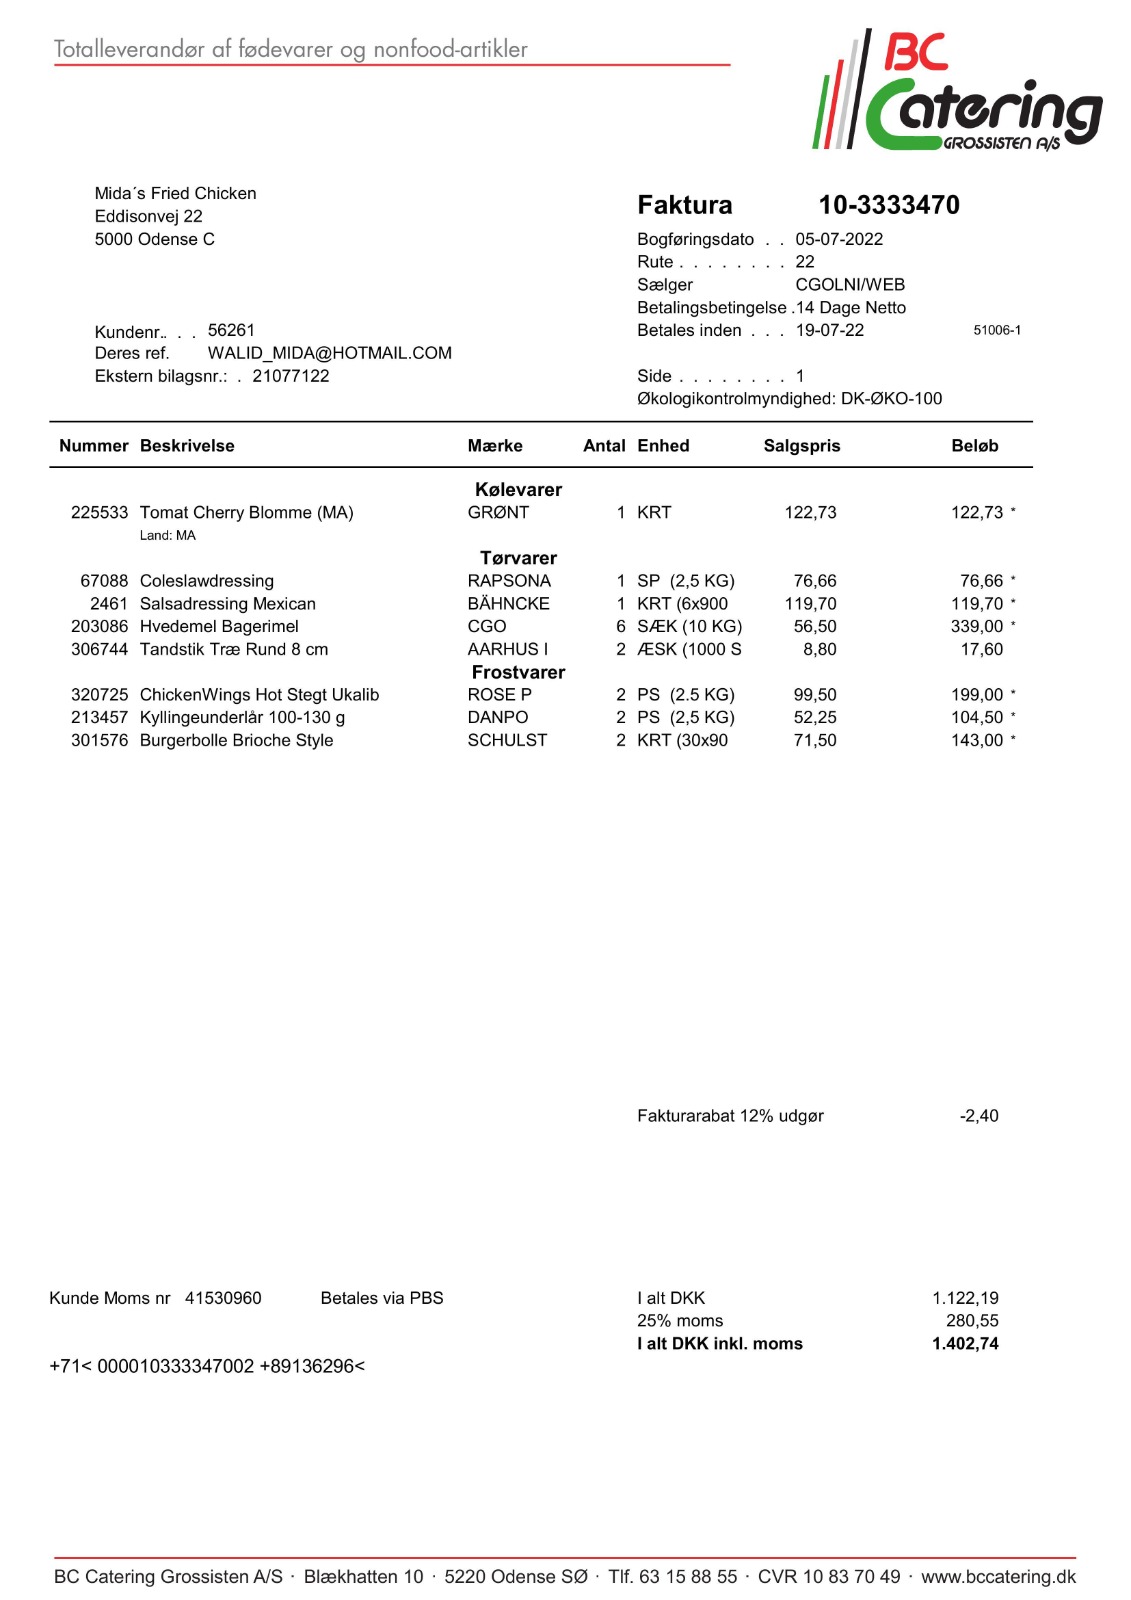 Totalleverandør af fødevarer og nonfood-artikler
BC
Catering
GROSSISTEN A/S
Mida´s Fried Chicken
Eddisonvej 22
5000 Odense C
Faktura 10-3333470
Bogføringsdato . . 05-07-2022
Rute . . . . . . . . 22
Sælger CGOLNI/WEB
Betalingsbetingelse .14 Dage Netto
Kundenr.. . . 56261
Betales inden . . . 19-07-22 51006-1
Deres ref. WALID_MIDA@HOTMAIL.COM
Ekstern bilagsnr.: . 21077122
Side . . . . . . . . 1
Økologikontrolmyndighed: DK-ØKO-100
Nummer Beskrivelse Mærke Antal Enhed Salgspris Beløb
Kølevarer
225533 Tomat Cherry Blomme (MA) GRØNT 1 KRT 122,73 122,73 *
Land: MA
Tørvarer
67088 Coleslawdressing RAPSONA 1 SP (2,5 KG) 76,66 76,66 *
2461 Salsadressing Mexican BÄHNCKE 1 KRT (6x900 119,70 119,70 *
203086 Hvedemel Bagerimel CGO 6 SÆK (10 KG) 56,50 339,00 *
306744 Tandstik Træ Rund 8 cm AARHUS I 2 ÆSK (1000 S 8,80 17,60
Frostvarer
320725 ChickenWings Hot Stegt Ukalib ROSE P 2 PS (2.5 KG) 99,50 199,00 *
213457 Kyllingeunderlår 100-130 g DANPO 2 PS (2,5 KG) 52,25 104,50 *
301576 Burgerbolle Brioche Style SCHULST 2 KRT (30x90 71,50 143,00 *
Fakturarabat 12% udgør -2,40
Kunde Moms nr 41530960 Betales via PBS I alt DKK 1.122,19
25% moms 280,55
I alt DKK inkl. moms 1.402,74
+71< 000010333347002 +89136296<
BC Catering Grossisten A/S · Blækhatten 10 · 5220 Odense SØ · Tlf. 63 15 88 55 · CVR 10 83 70 49 · www.bccatering.dk